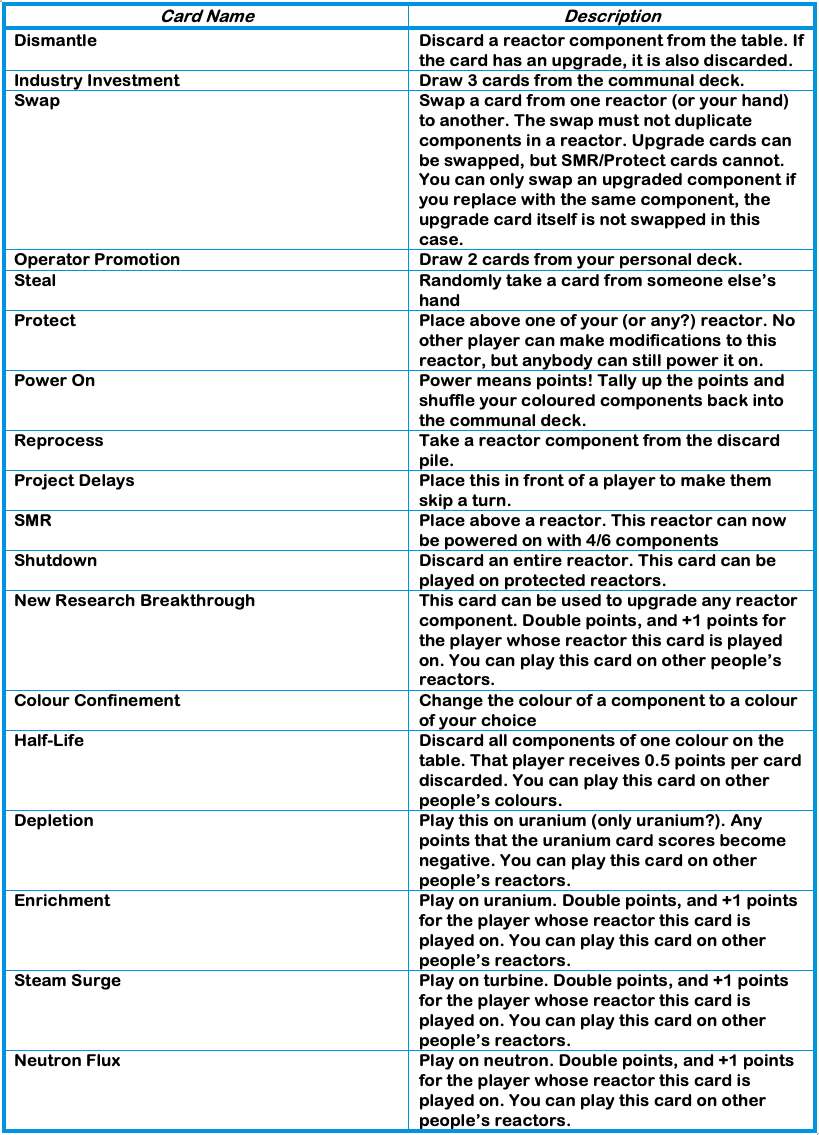 Card Name Description
Dismantle Discard a reactor component from the table. If
the card has an upgrade, it is also discarded.
Industry Investment Draw 3 cards from the communal deck.
Swap Swap a card from one reactor (or your hand)
to another. The swap must not duplicate
components in a reactor. Upgrade cards can
be swapped, but SMR/Protect cards cannot.
You can only swap an upgraded component if
you replace with the same component, the
upgrade card itself is not swapped in this
case.
Operator Promotion Draw 2 cards from your personal deck.
Steal Randomly take a card from someone else’s
hand
Protect Place above one of your (or any?) reactor. No
other player can make modifications to this
reactor, but anybody can still power it on.
Power On Power means points! Tally up the points and
shuffle your coloured components back into
the communal deck.
Reprocess Take a reactor component from the discard
pile.
Project Delays Place this in front of a player to make them
skip a turn.
SMR Place above a reactor. This reactor can now
be powered on with 4/6 components
Shutdown Discard an entire reactor. This card can be
played on protected reactors.
New Research Breakthrough This card can be used to upgrade any reactor
component. Double points, and +1 points for
the player whose reactor this card is played
on. You can play this card on other people’s
reactors.
Colour Confinement Change the colour of a component to a colour
of your choice
Half-Life Discard all components of one colour on the
table. That player receives 0.5 points per card
discarded. You can play this card on other
people’s colours.
Depletion Play this on uranium (only uranium?). Any
points that the uranium card scores become
negative. You can play this card on other
people’s reactors.
Enrichment Play on uranium. Double points, and +1 points
for the player whose reactor this card is
played on. You can play this card on other
people’s reactors.
Steam Surge Play on turbine. Double points, and +1 points
for the player whose reactor this card is
played on. You can play this card on other
people’s reactors.
Neutron Flux Play on neutron. Double points, and +1 points
for the player whose reactor this card is
played on. You can play this card on other
people’s reactors.